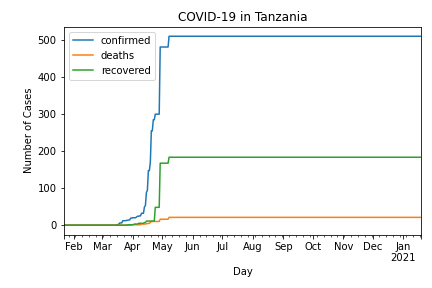 COVID-19 in Tanzania
confirmed
deaths
recovered
500
400
300
200
100
0
Number of Cases
Feb Mar Apr May Jun Jul Aug Sep Oct Nov Dec Jan
2021
Day